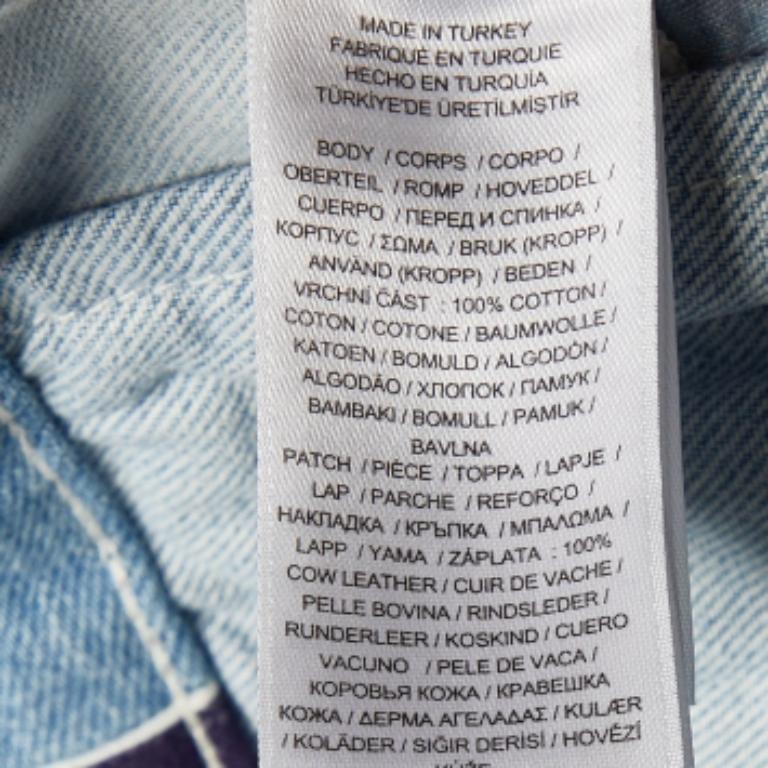 MADE IN TURKEY
FABRIQUÉ EN TURQUIE
HECHO EN TURQUÍA
TÜRKİYE'DE ÜRETİLMİŞTİR
BODY / CORPS / CORPO /
OBERTEIL / ROMP / HOVEDDEL /
CUERPO / ПЕРЕД И СПИНКА /
КОРПУС / ΣΩΜΑ / BRUK (KROPP) /
ANVÄND (KROPP) / BEDEN /
VRCHNÍ ČÁST : 100% COTTON /
COTON / COTONE / BAUMWOLLE /
KATOEN / BOMULD / ALGODÓN /
ALGODÃO / ХЛОПОК / ПАМУК /
BAMBAKI / BOMULL / PAMUK /
BAVLNA
PATCH / PIÈCE / TOPPA / LAPJE /
LAP / PARCHE / REFORÇO /
НАКЛАДКА / КРЪПКА / ΜΠΑΛΩΜΑ /
LAPP / YAMA / ZÁPLATA : 100%
COW LEATHER / CUIR DE VACHE /
PELLE BOVINA / RINDSLEDER /
RUNDERLEER / KOSKIND / CUERO
VACUNO / PELE DE VACA /
КОРОВЬЯ КОЖА / КРАВЕШКА
КОЖА / ΔΕΡΜΑ ΑΓΕΛΑΔΑΣ / KULÆR
/ KOLÄDER / SIĞIR DERİSİ / HOVĚZÍ